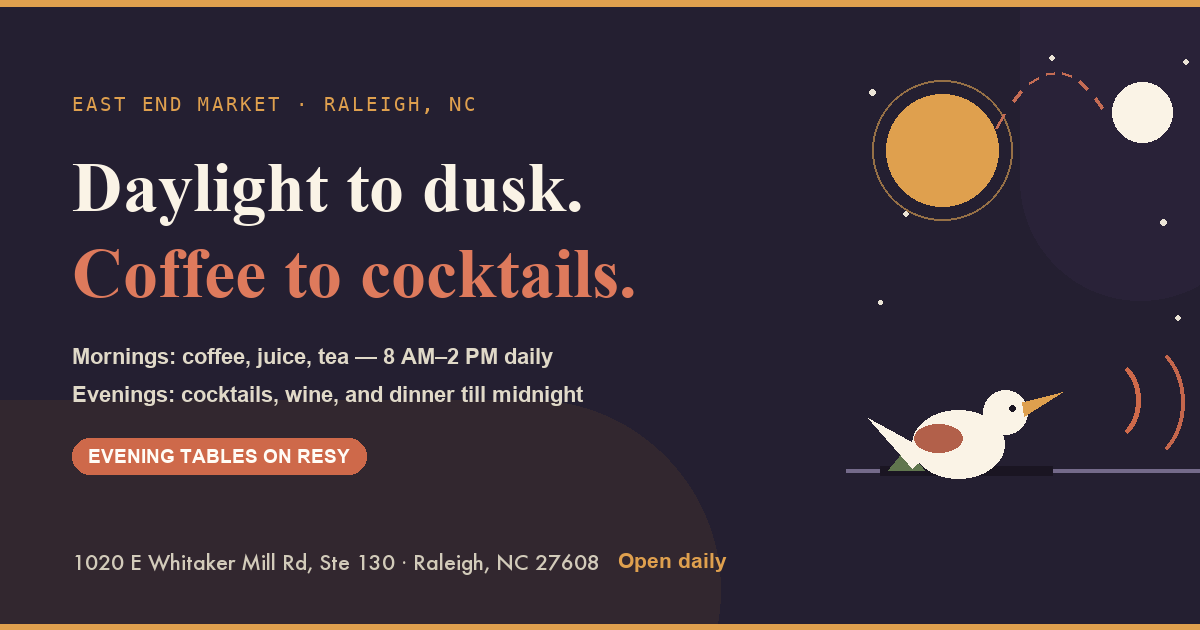 EAST END MARKET · RALEIGH, NC
Daylight to dusk.
Coffee to cocktails.
Mornings: coffee, juice, tea — 8 AM–2 PM daily
Evenings: cocktails, wine, and dinner till midnight
EVENING TABLES ON RESY
1020 E Whitaker Mill Rd, Ste 130 · Raleigh, NC 27608 Open daily